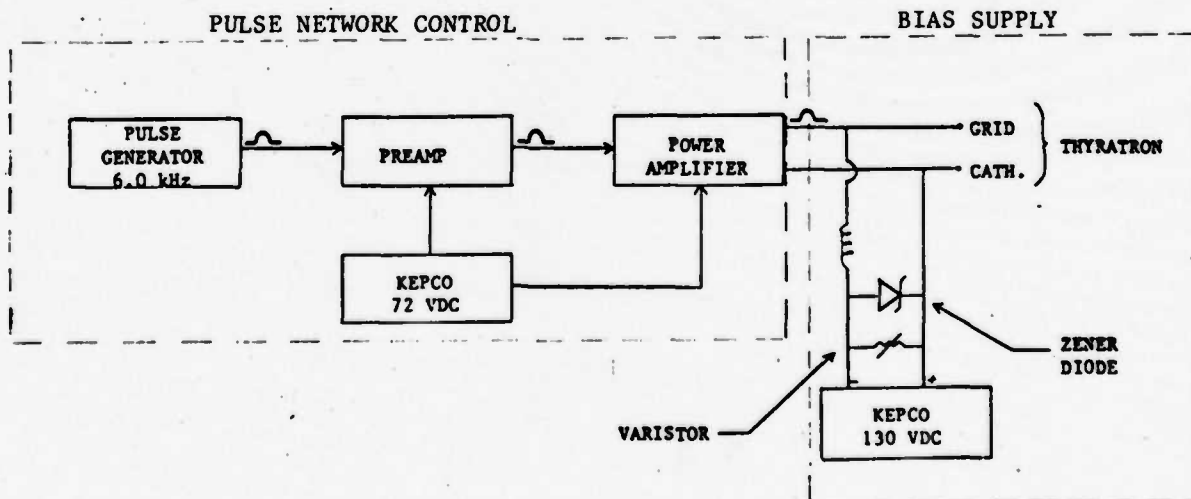 PULSE NETWORK CONTROL
BIAS SUPPLY
PULSE
GENERATOR
6.0 kHz
PREAMP
POWER
AMPLIFIER
GRID
CATH.
THYRATRON
KEPCO
72 VDC
ZENER
DIODE
VARISTOR
- +
KEPCO
130 VDC